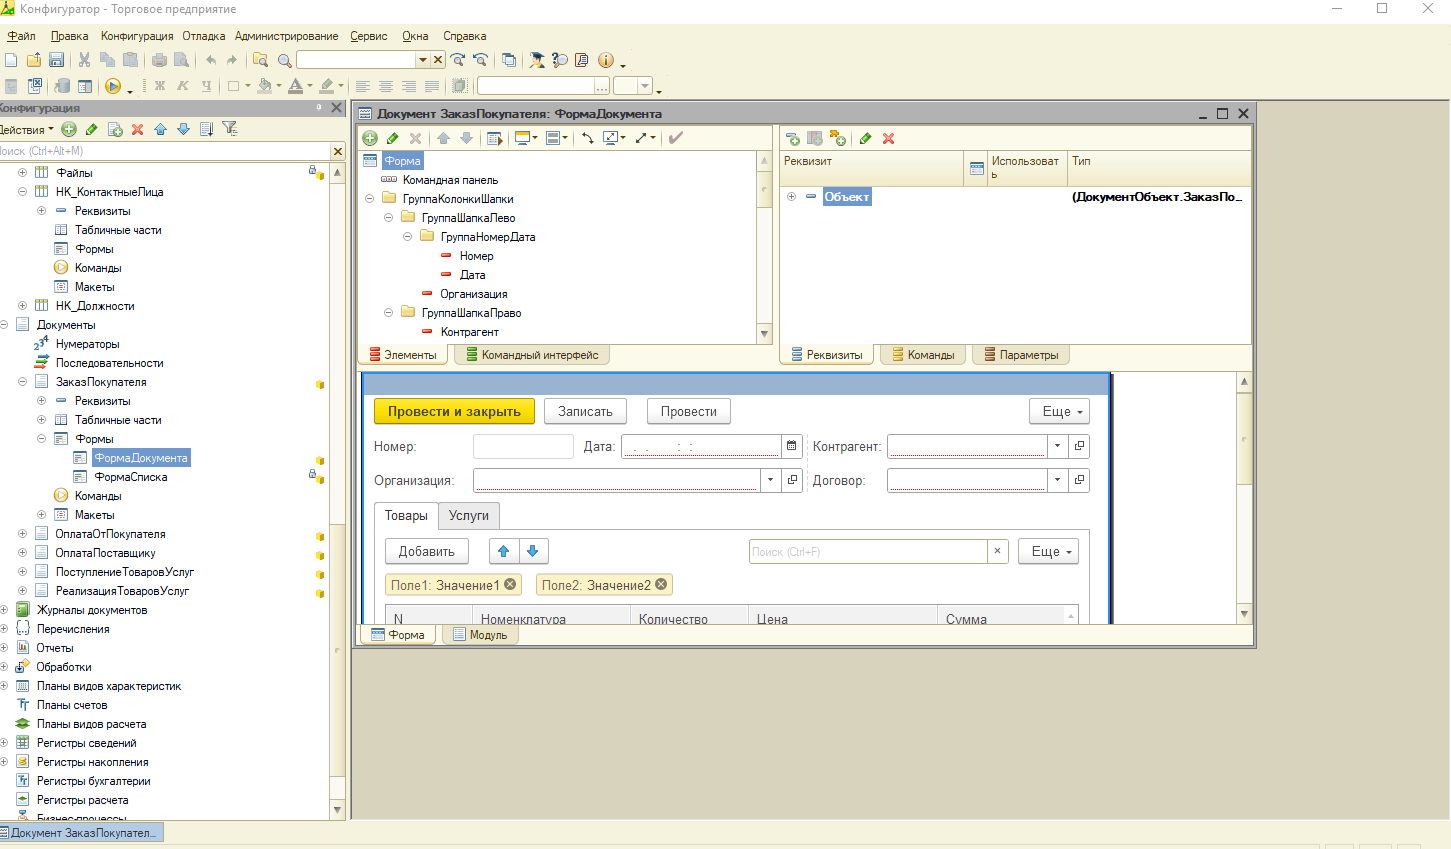 Конфигуратор - Торговое предприятие
Файл Правка Конфигурация Отладка Администрирование Сервис Окна Справка
Ж К Ч
Конфигурация
Действия
Поиск (Ctrl+Alt+M)
Файлы
НК_КонтактныеЛица
Реквизиты
Табличные части
Формы
Команды
Макеты
НК_Должности
Документы
Нумераторы
Последовательности
ЗаказПокупателя
Реквизиты
Табличные части
Формы
ФормаДокумента
ФормаСписка
Команды
Макеты
ОплатаОтПокупателя
ОплатаПоставщику
ПоступлениеТоваровУслуг
РеализацияТоваровУслуг
Журналы документов
Перечисления
Отчеты
Обработки
Планы видов характеристик
Планы счетов
Планы видов расчета
Регистры сведений
Регистры накопления
Регистры бухгалтерии
Регистры расчета
Бизнес-процессы
Документ ЗаказПокупателя: ФормаДокумента
Форма
Командная панель
ГруппаКолонкиШапки
ГруппаШапкаЛево
ГруппаНомерДата
Номер
Дата
Организация
ГруппаШапкаПраво
Контрагент
Элементы Командный интерфейс
Реквизит Использоват
ь Тип
Объект (ДокументОбъект.ЗаказПо...
Реквизиты Команды Параметры
Провести и закрыть Записать Провести Еще
Номер: Дата: . . : : Контрагент:
Организация: Договор:
Товары Услуги
Добавить Поиск (Ctrl+F) × Еще
Поле1: Значение1 Поле2: Значение2
N Номенклатура Количество Цена Сумма
Форма Модуль
Документ ЗаказПокупател...